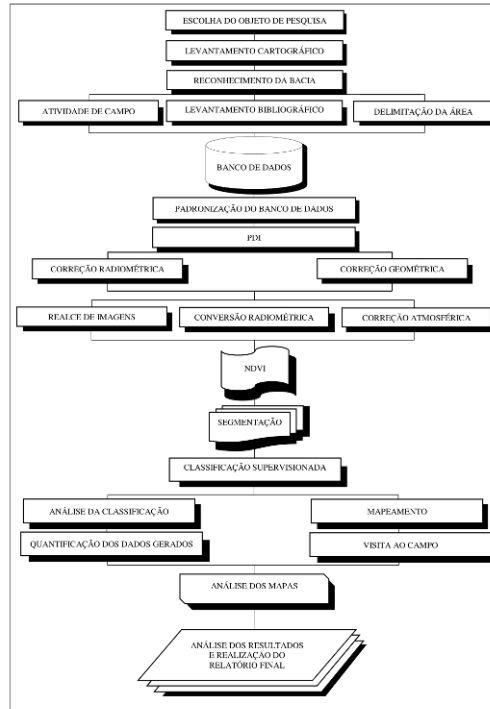 ESCOLHA DO OBJETO DE PESQUISA
LEVANTAMENTO CARTOGRÁFICO
RECONHECIMENTO DA BACIA
ATIVIDADE DE CAMPO
LEVANTAMENTO BIBLIOGRÁFICO
DELIMITAÇÃO DA ÁREA
BANCO DE DADOS
PADRONIZAÇÃO DO BANCO DE DADOS
PDI
CORREÇÃO RADIOMÉTRICA
CORREÇÃO GEOMÉTRICA
REALCE DE IMAGENS
CONVERSÃO RADIOMÉTRICA
CORREÇÃO ATMOSFÉRICA
NDVI
SEGMENTAÇÃO
CLASSIFICAÇÃO SUPERVISIONADA
ANÁLISE DA CLASSIFICAÇÃO
MAPEAMENTO
QUANTIFICAÇÃO DOS DADOS GERADOS
VISITA AO CAMPO
ANÁLISE DOS MAPAS
ANÁLISE DOS RESULTADOS
E REALIZAÇÃO DO
RELATÓRIO FINAL